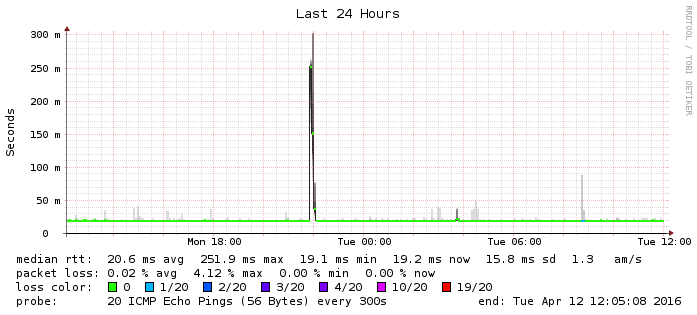 Last 24 Hours
RRDTOOL / TOBI OETIKER
Seconds
300 m
250 m
200 m
150 m
100 m
50 m
0
Mon 18:00 Tue 00:00 Tue 06:00 Tue 12:00
median rtt: 20.6 ms avg 251.9 ms max 19.1 ms min 19.2 ms now 15.8 ms sd 1.3 am/s
packet loss: 0.02 % avg 4.12 % max 0.00 % min 0.00 % now
loss color: 0 1/20 2/20 3/20 4/20 10/20 19/20
probe: 20 ICMP Echo Pings (56 Bytes) every 300s end: Tue Apr 12 12:05:08 2016